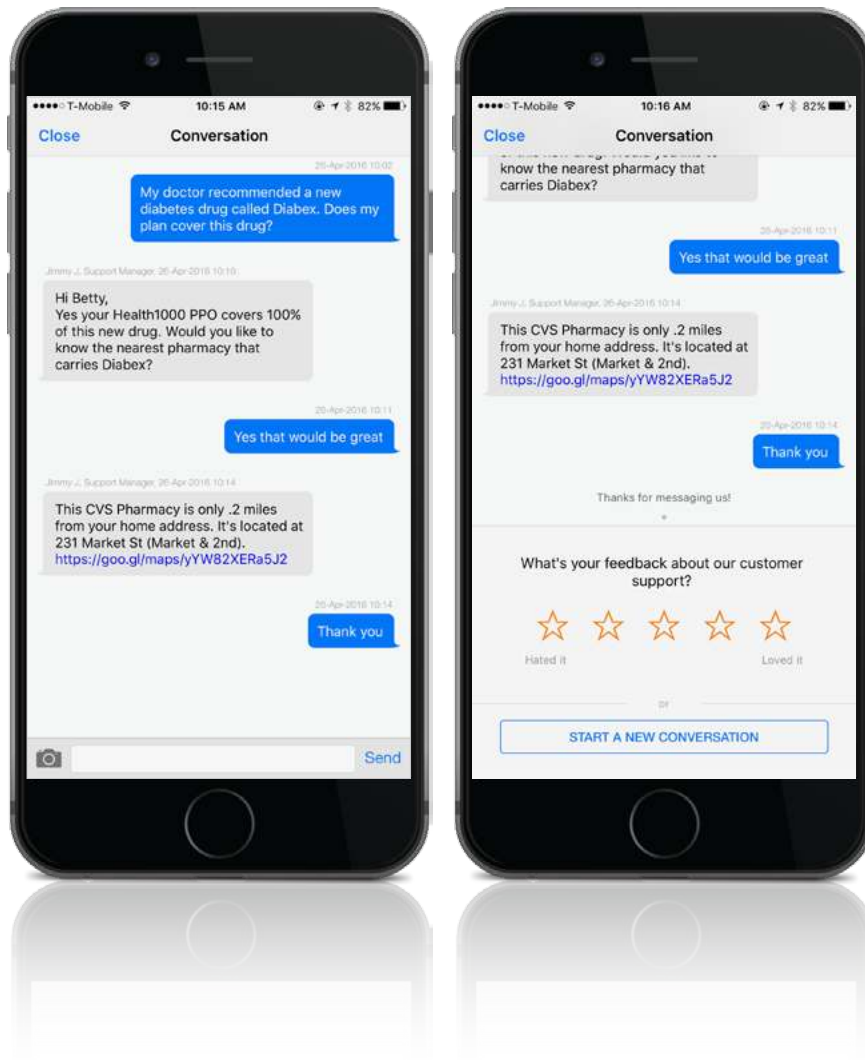 T-Mobile 10:15 AM 82%
Close Conversation
26-Apr-2016 10:02
My doctor recommended a new
diabetes drug called Diabex. Does my
plan cover this drug?
Jimmy J. Support Manager, 26-Apr-2016 10:10
Hi Betty,
Yes your Health1000 PPO covers 100%
of this new drug. Would you like to
know the nearest pharmacy that
carries Diabex?
26-Apr-2016 10:11
Yes that would be great
Jimmy J. Support Manager, 26-Apr-2016 10:14
This CVS Pharmacy is only .2 miles
from your home address. It's located at
231 Market St (Market & 2nd).
https://goo.gl/maps/yYW82XERa5J2
26-Apr-2016 10:14
Thank you
Send
T-Mobile 10:16 AM 82%
Close Conversation
of this new drug. Would you like to
know the nearest pharmacy that
carries Diabex?
26-Apr-2016 10:11
Yes that would be great
Jimmy J. Support Manager, 26-Apr-2016 10:14
This CVS Pharmacy is only .2 miles
from your home address. It's located at
231 Market St (Market & 2nd).
https://goo.gl/maps/yYW82XERa5J2
26-Apr-2016 10:14
Thank you
Thanks for messaging us!
What's your feedback about our customer
support?
Hated it Loved it
or
START A NEW CONVERSATION